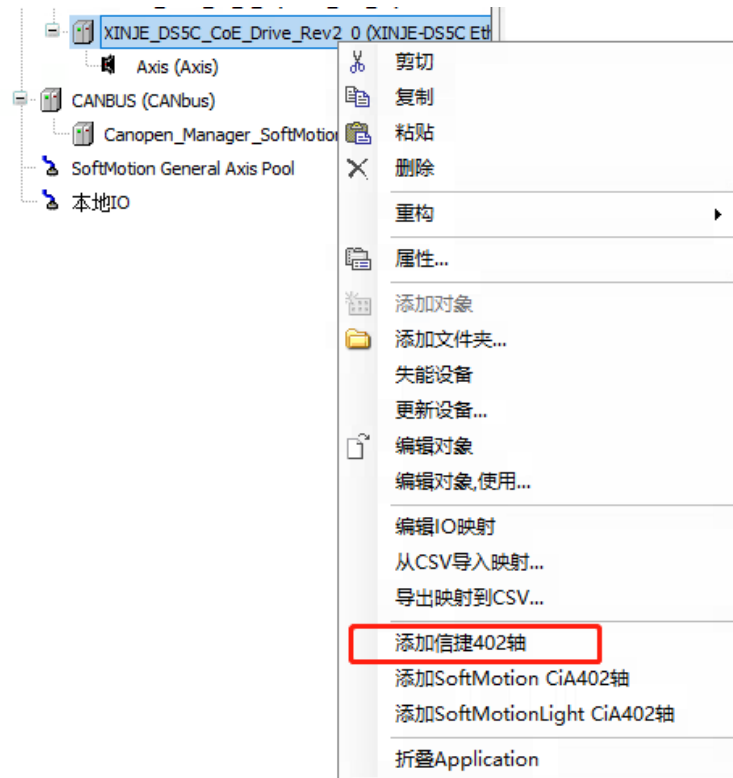 XINJE_DS5C_CoE_Drive_Rev2_0 (XINJE-DS5C Et
Axis (Axis)
CANBUS (CANbus)
Canopen_Manager_SoftMotion
SoftMotion General Axis Pool
本地IO
剪切
复制
粘贴
删除
重构
属性...
添加对象
添加文件夹...
失能设备
更新设备...
编辑对象
编辑对象,使用...
编辑IO映射
从CSV导入映射...
导出映射到CSV...
添加信捷402轴
添加SoftMotion CiA402轴
添加SoftMotionLight CiA402轴
折叠Application